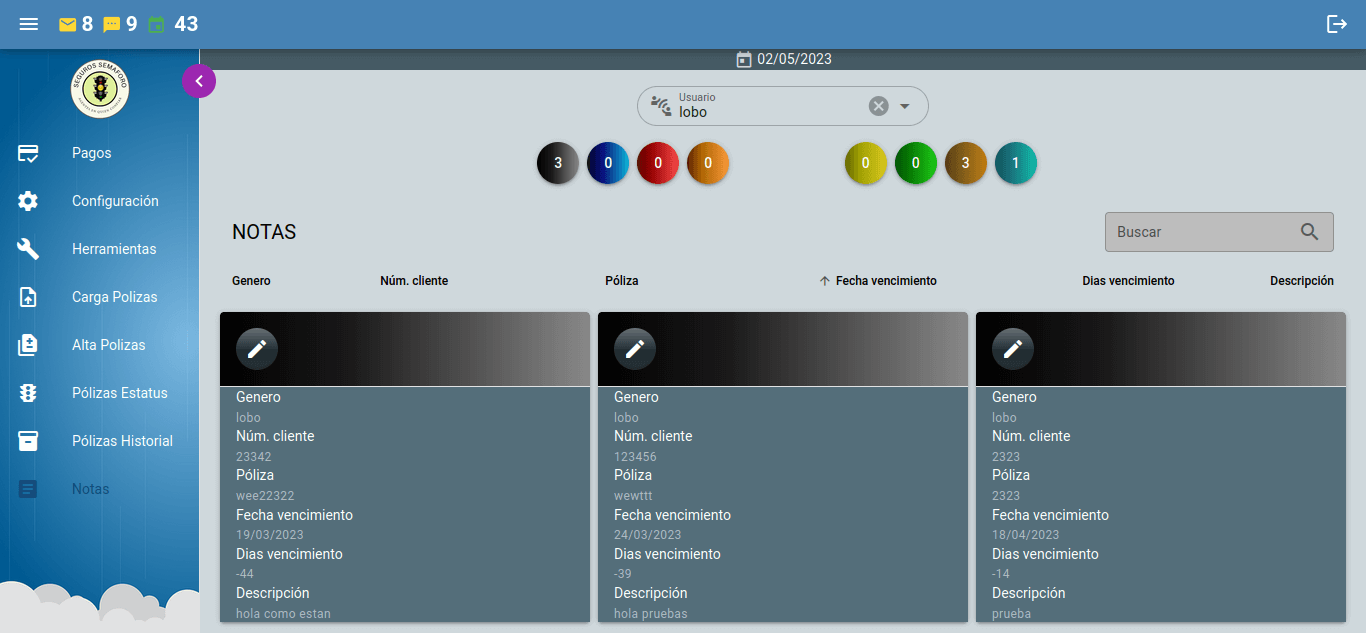 8 9 43
02/05/2023
SEGUROS SEMAFORO
Usuario
lobo
3 0 0 0 0 0 3 1
Pagos
Configuración
Herramientas
Carga Polizas
Alta Polizas
Pólizas Estatus
Pólizas Historial
Notas
NOTAS
Buscar
Genero Núm. cliente Póliza Fecha vencimiento Dias vencimiento Descripción
Genero
lobo
Núm. cliente
23342
Póliza
wee22322
Fecha vencimiento
19/03/2023
Dias vencimiento
-44
Descripción
hola como estan
Genero
lobo
Núm. cliente
123456
Póliza
wewttt
Fecha vencimiento
24/03/2023
Dias vencimiento
-39
Descripción
hola pruebas
Genero
lobo
Núm. cliente
2323
Póliza
2323
Fecha vencimiento
18/04/2023
Dias vencimiento
-14
Descripción
prueba